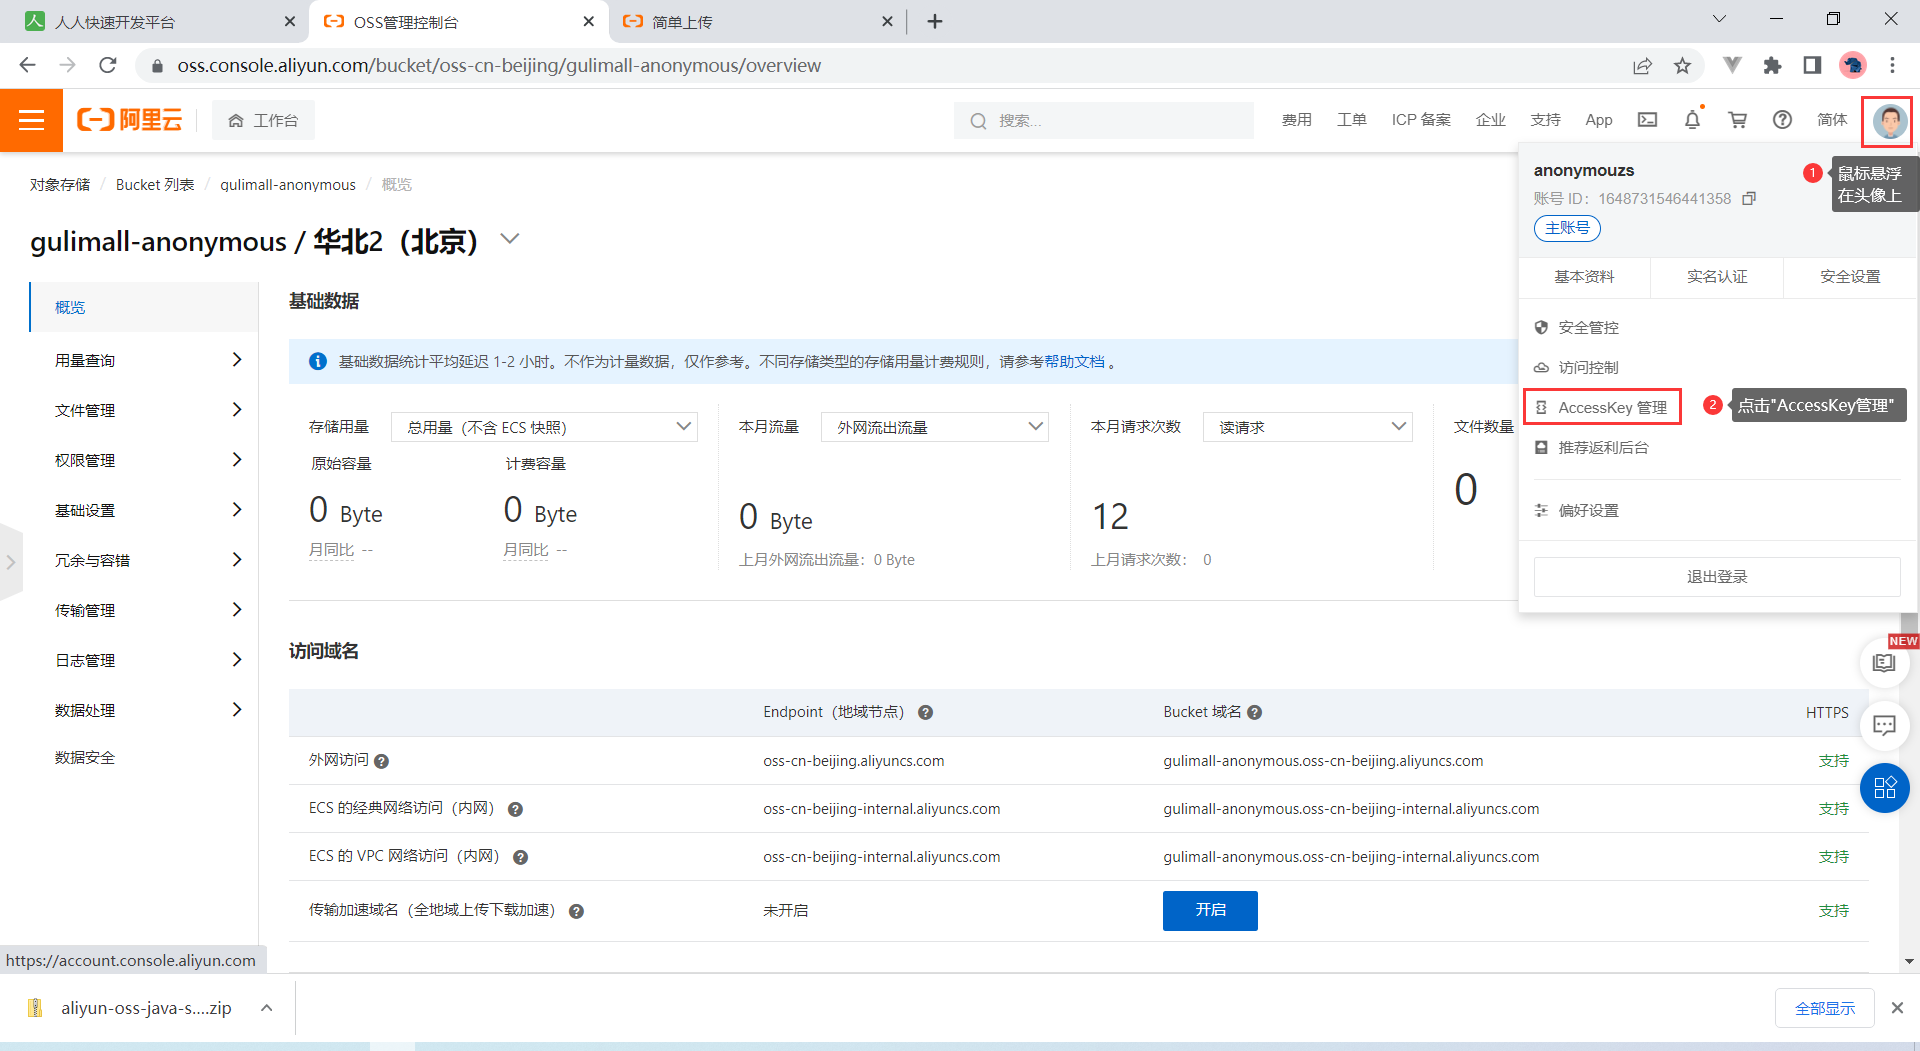 人人快速开发平台
OSS管理控制台
简单上传
oss.console.aliyun.com/bucket/oss-cn-beijing/gulimall-anonymous/overview
阿里云
工作台
搜索...
费用
工单
ICP 备案
企业
支持
App
简体
对象存储 / Bucket 列表 / gulimall-anonymous / 概览
gulimall-anonymous / 华北2（北京）
anonymouzs
账号 ID：1648731546441358
主账号
1
鼠标悬浮
在头像上
基本资料
实名认证
安全设置
安全管控
访问控制
AccessKey 管理
2
点击"AccessKey管理"
推荐返利后台
偏好设置
退出登录
概览
用量查询
文件管理
权限管理
基础设置
冗余与容错
传输管理
日志管理
数据处理
数据安全
基础数据
基础数据统计平均延迟 1-2 小时。不作为计量数据，仅作参考。不同存储类型的存储用量计费规则，请参考帮助文档 。
存储用量
总用量（不含 ECS 快照）
原始容量
计费容量
0 Byte
0 Byte
月同比 --
月同比 --
本月流量
外网流出流量
0 Byte
上月外网流出流量：0 Byte
本月请求次数
读请求
12
上月请求次数： 0
文件数量
0
访问域名
Endpoint（地域节点）
Bucket 域名
HTTPS
外网访问
oss-cn-beijing.aliyuncs.com
gulimall-anonymous.oss-cn-beijing.aliyuncs.com
支持
ECS 的经典网络访问（内网）
oss-cn-beijing-internal.aliyuncs.com
gulimall-anonymous.oss-cn-beijing-internal.aliyuncs.com
支持
ECS 的 VPC 网络访问（内网）
oss-cn-beijing-internal.aliyuncs.com
gulimall-anonymous.oss-cn-beijing-internal.aliyuncs.com
支持
传输加速域名（全地域上传下载加速）
未开启
开启
支持
NEW
https://account.console.aliyun.com
aliyun-oss-java-s....zip
全部显示